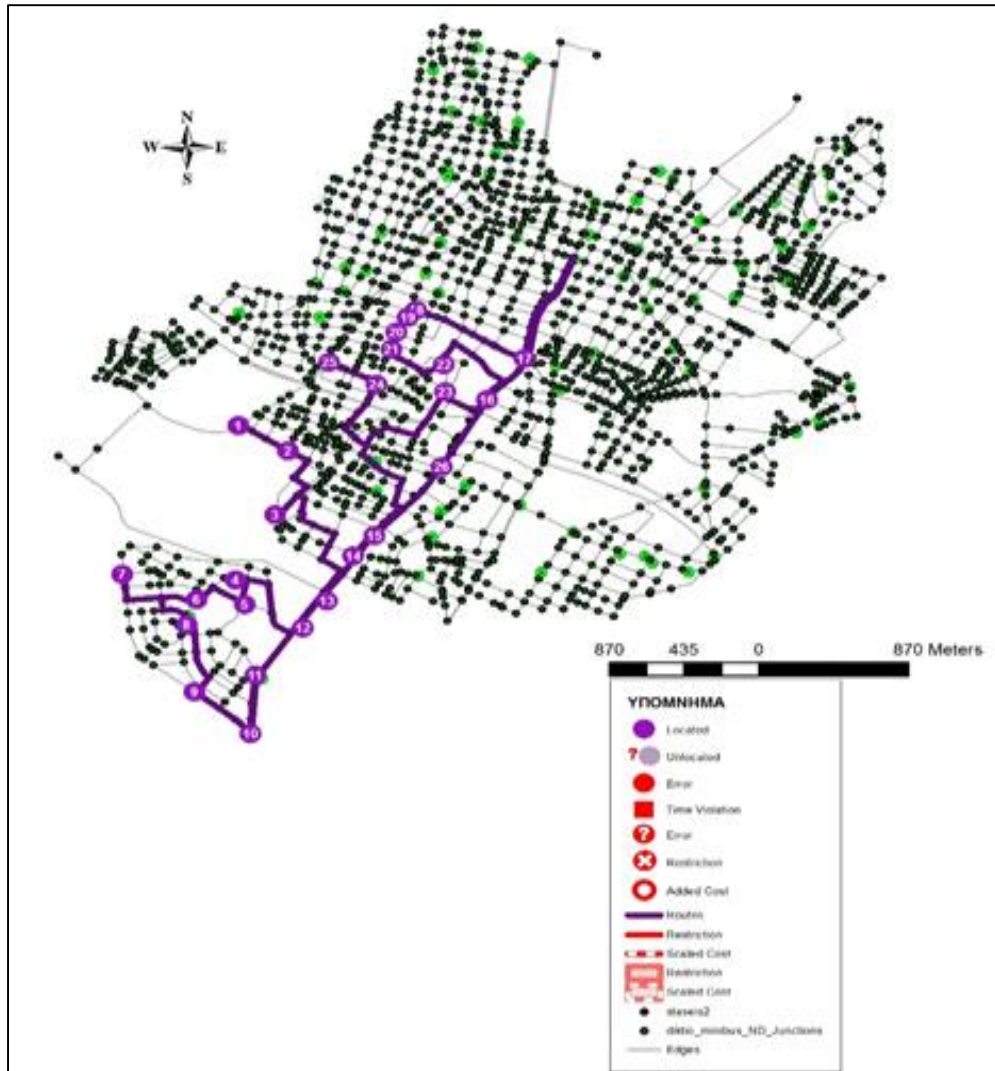 N
W E
S
18
19
20
21
17
25
22
24
23
16
1
2
26
3
15
14
7
4
6
5
13
8
12
11
9
10
870 435 0 870 Meters
ΥΠΟΜΝΗΜΑ
Located
? Unlocated
Error
Time Violation
? Error
Restriction
Added Cost
Routes
Restriction
Scaled Cost
Restriction
Scaled Cost
staseis2
diktio_minibus_ND_Junctions
Edges